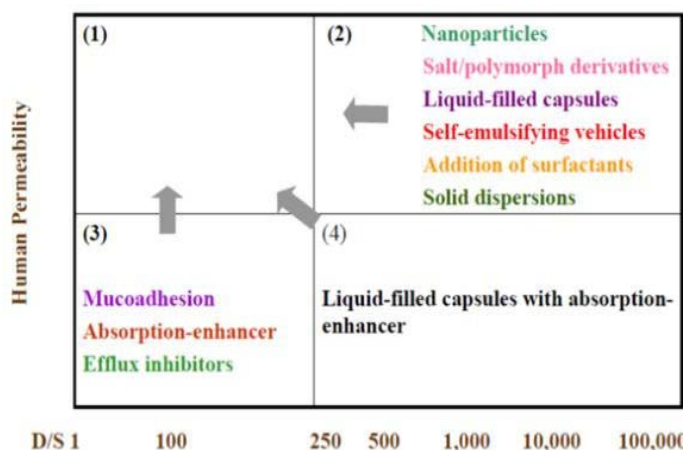 (1)
(2)
Nanoparticles
Salt/polymorph derivatives
Liquid-filled capsules
Self-emulsifying vehicles
Addition of surfactants
Solid dispersions
Human Permeability
(3)
(4)
Mucoadhesion
Absorption-enhancer
Efflux inhibitors
Liquid-filled capsules with absorption-
enhancer
D/S 1 100 250 500 1,000 10,000 100,000